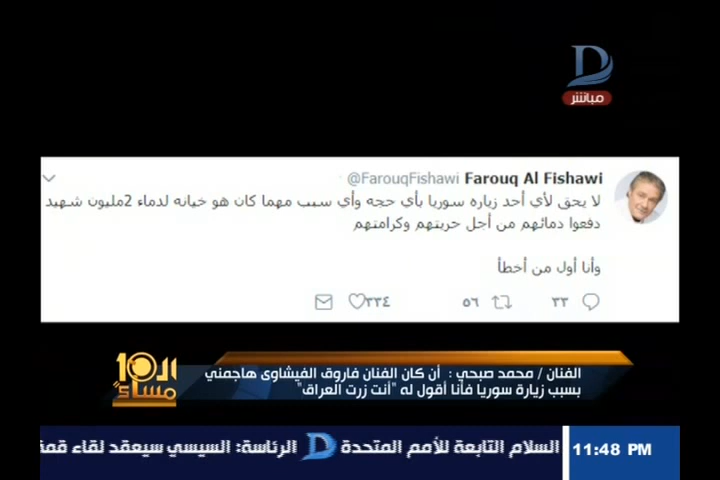 مباشر
Farouq Al Fishawi @FarouqFishawi
لا يحق لأي أحد زياره سوريا بأي حجه وأي سبب مهما كان هو خيانه لدماء 2مليون شهيد
دفعوا دمائهم من أجل حريتهم وكرامتهم
وأنا أول من أخطأ
٣٣ ٥٦ ٣٣٤
الـ10 مساءً
الفنان / محمد صبحي : أن كان الفنان فاروق الفيشاوى هاجمني
بسبب زيارة سوريا فأنا أقول له "أنت زرت العراق"
السلام التابعة للأمم المتحدة الرئاسة: السيسي سيعقد لقاء قمة
11:48 PM